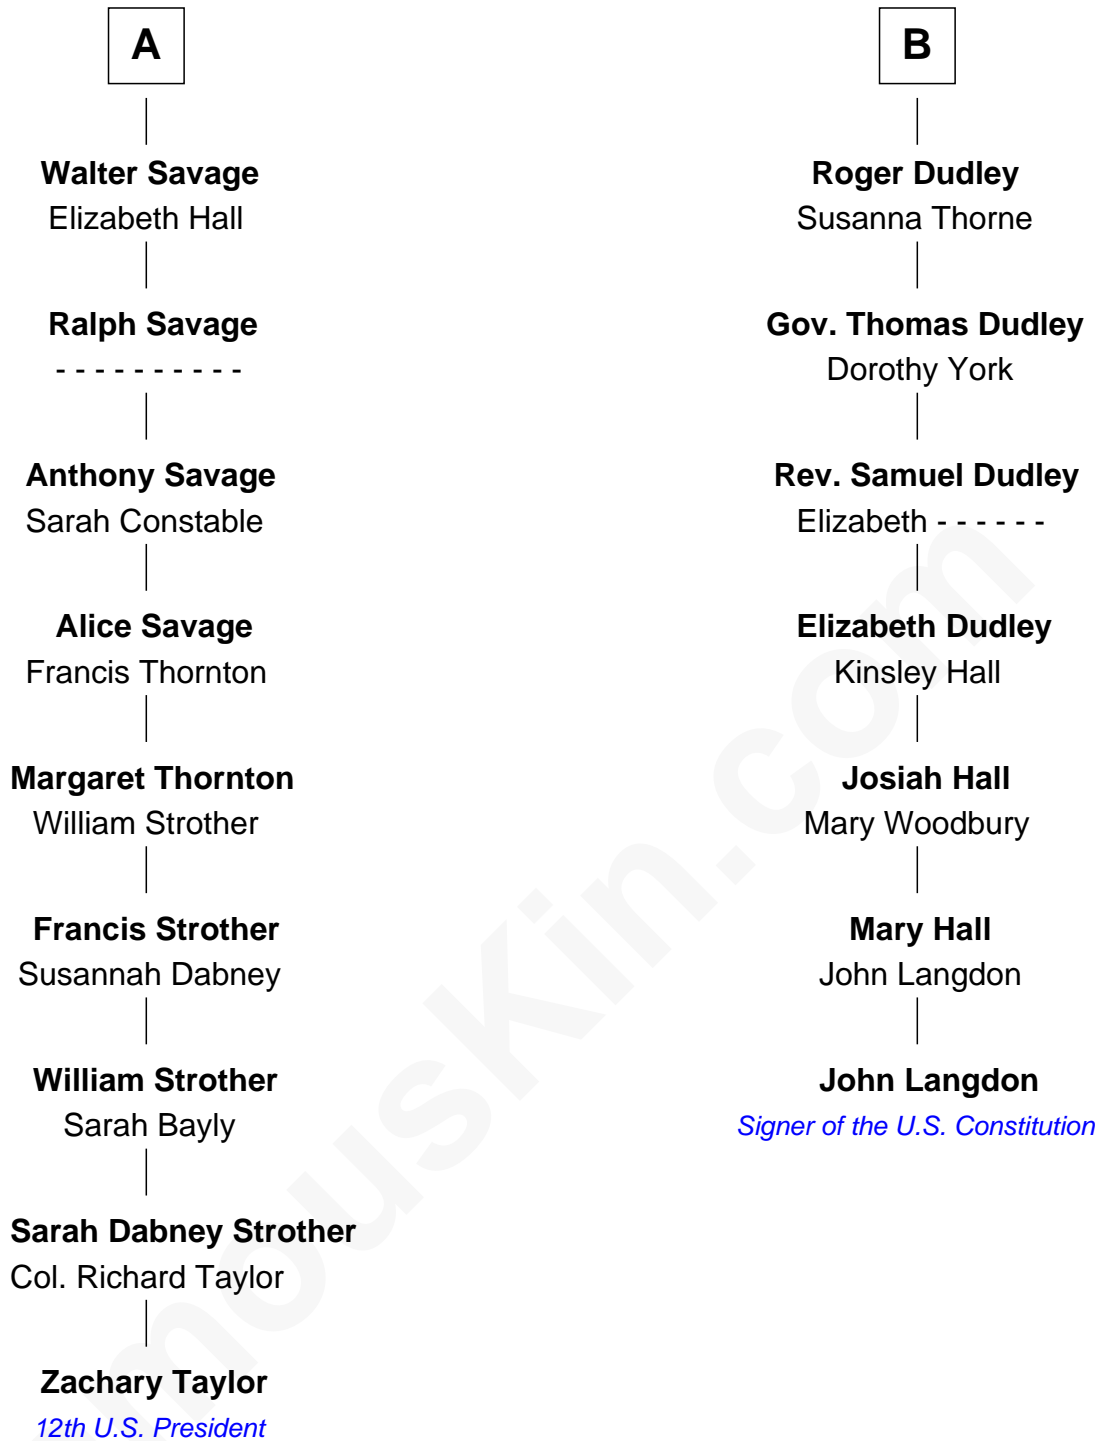 A
Walter Savage
Elizabeth Hall
Ralph Savage
- - - - - - - - - -
Anthony Savage
Sarah Constable
Alice Savage
Francis Thornton
Margaret Thornton
William Strother
Francis Strother
Susannah Dabney
William Strother
Sarah Bayly
Sarah Dabney Strother
Col. Richard Taylor
Zachary Taylor
12th U.S. President
B
Roger Dudley
Susanna Thorne
Gov. Thomas Dudley
Dorothy York
Rev. Samuel Dudley
Elizabeth - - - - - -
Elizabeth Dudley
Kinsley Hall
Josiah Hall
Mary Woodbury
Mary Hall
John Langdon
John Langdon
Signer of the U.S. Constitution
mousKin.com